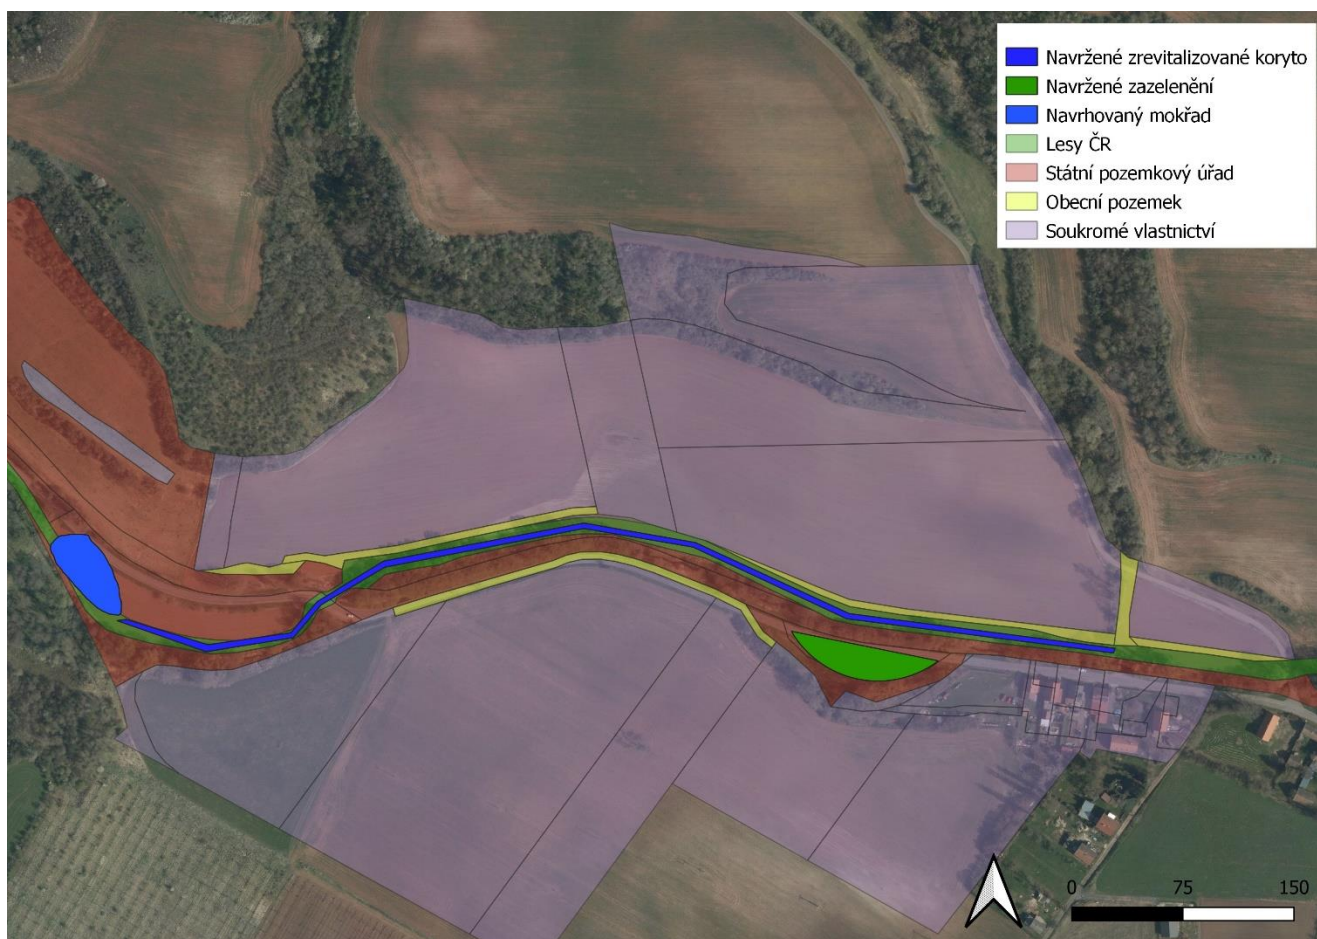 Navržené zrevitalizované koryto
Navržené zazelenění
Navrhovaný mokřad
Lesy ČR
Státní pozemkový úřad
Obecní pozemek
Soukromé vlastnictví
0 75 150